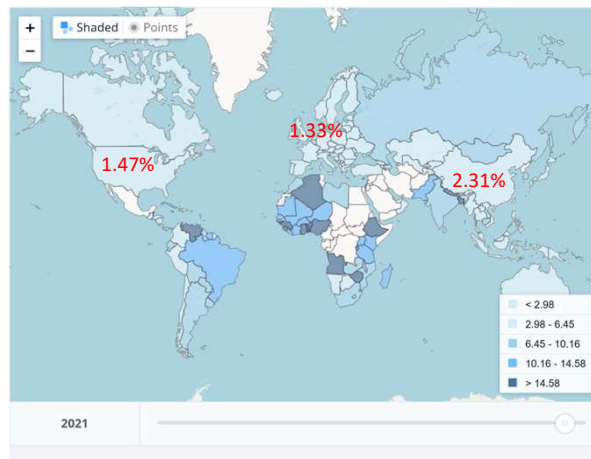 +
−
Shaded Points
1.33%
1.47%
2.31%
< 2.98
2.98 - 6.45
6.45 - 10.16
10.16 - 14.58
> 14.58
2021